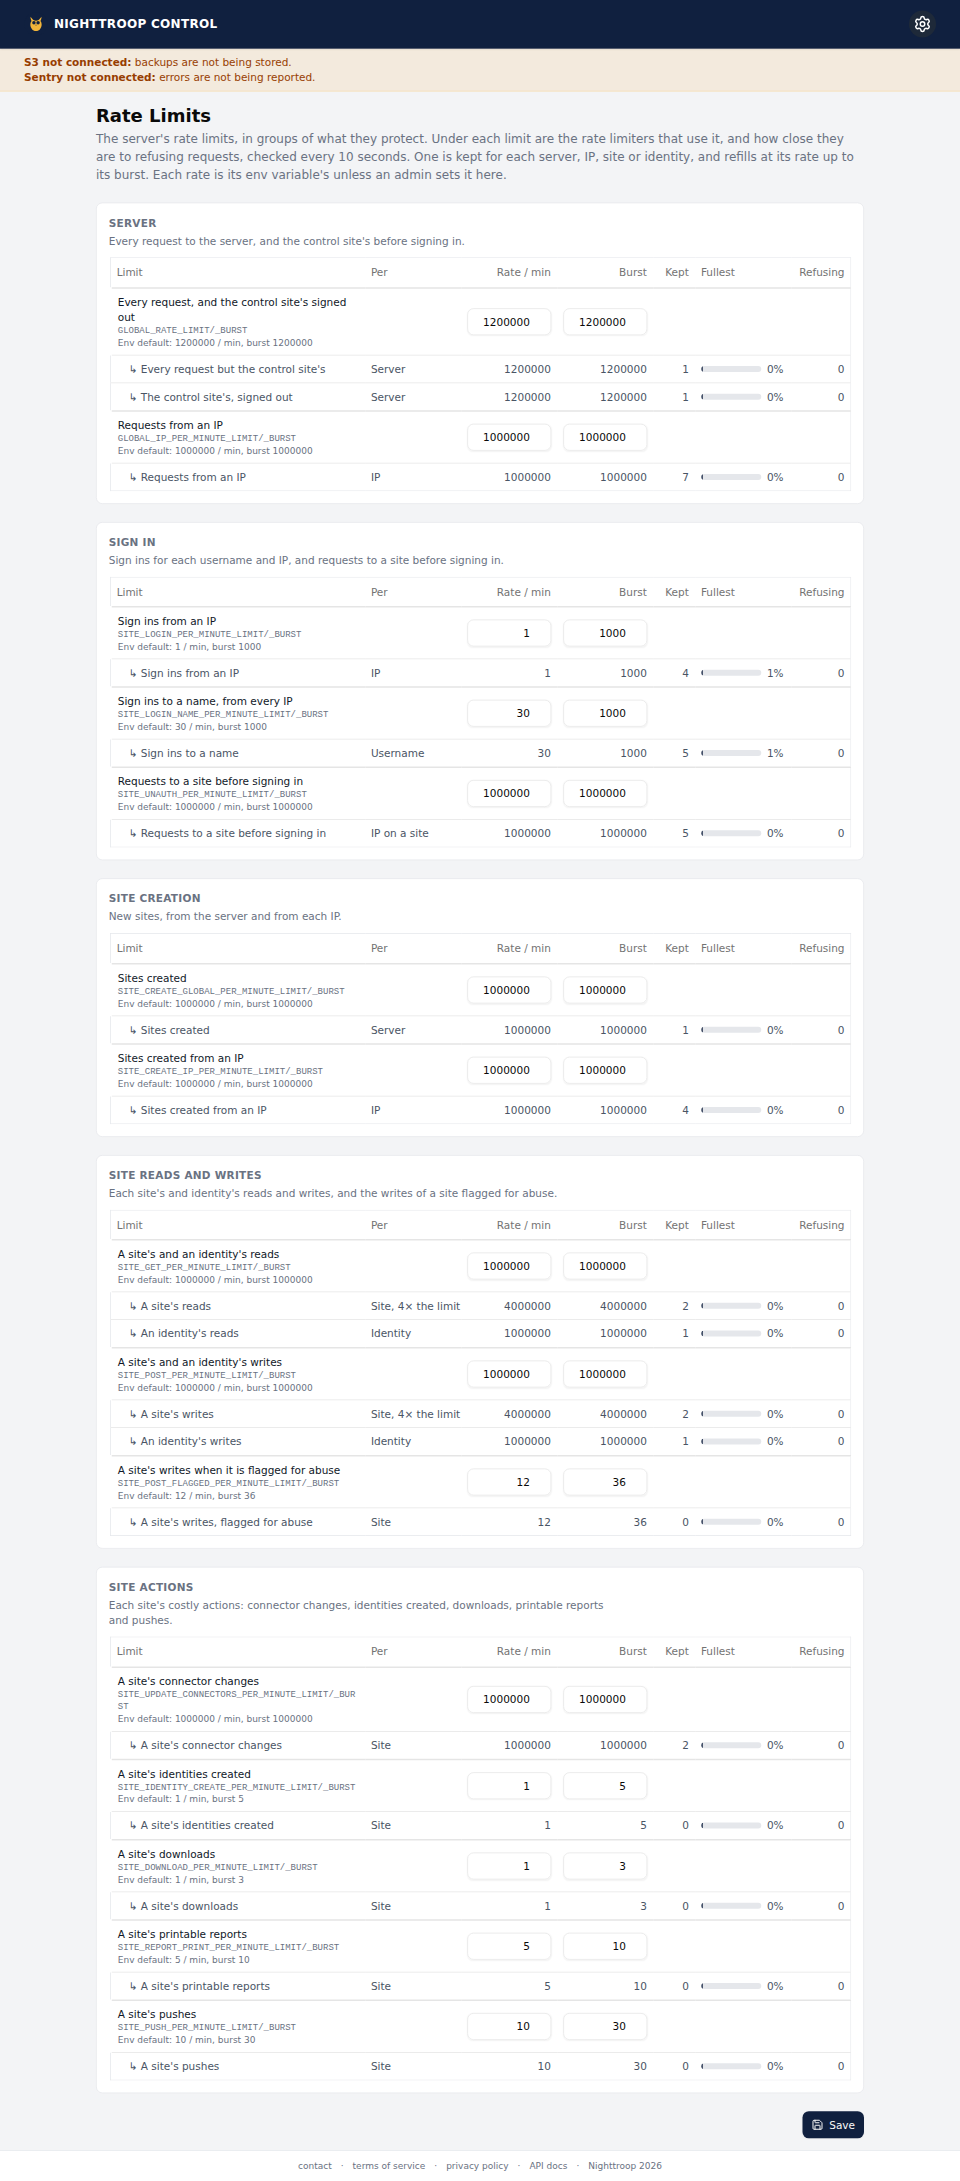 NIGHTTROOP CONTROL
S3 not connected: backups are not being stored.
Sentry not connected: errors are not being reported.
Rate Limits
The server's rate limits, in groups of what they protect. Under each limit are the rate limiters that use it, and how close they
are to refusing requests, checked every 10 seconds. One is kept for each server, IP, site or identity, and refills at its rate up to
its burst. Each rate is its env variable's unless an admin sets it here.
SERVER
Every request to the server, and the control site's before signing in.
Limit Per Rate / min Burst Kept Fullest Refusing
Every request, and the control site's signed
out
GLOBAL_RATE_LIMIT/_BURST
Env default: 1200000 / min, burst 1200000
1200000 1200000
↳ Every request but the control site's Server 1200000 1200000 1 0% 0
↳ The control site's, signed out Server 1200000 1200000 1 0% 0
Requests from an IP
GLOBAL_IP_PER_MINUTE_LIMIT/_BURST
Env default: 1000000 / min, burst 1000000
1000000 1000000
↳ Requests from an IP IP 1000000 1000000 7 0% 0
SIGN IN
Sign ins for each username and IP, and requests to a site before signing in.
Limit Per Rate / min Burst Kept Fullest Refusing
Sign ins from an IP
SITE_LOGIN_PER_MINUTE_LIMIT/_BURST
Env default: 1 / min, burst 1000
1 1000
↳ Sign ins from an IP IP 1 1000 4 1% 0
Sign ins to a name, from every IP
SITE_LOGIN_NAME_PER_MINUTE_LIMIT/_BURST
Env default: 30 / min, burst 1000
30 1000
↳ Sign ins to a name Username 30 1000 5 1% 0
Requests to a site before signing in
SITE_UNAUTH_PER_MINUTE_LIMIT/_BURST
Env default: 1000000 / min, burst 1000000
1000000 1000000
↳ Requests to a site before signing in IP on a site 1000000 1000000 5 0% 0
SITE CREATION
New sites, from the server and from each IP.
Limit Per Rate / min Burst Kept Fullest Refusing
Sites created
SITE_CREATE_GLOBAL_PER_MINUTE_LIMIT/_BURST
Env default: 1000000 / min, burst 1000000
1000000 1000000
↳ Sites created Server 1000000 1000000 1 0% 0
Sites created from an IP
SITE_CREATE_IP_PER_MINUTE_LIMIT/_BURST
Env default: 1000000 / min, burst 1000000
1000000 1000000
↳ Sites created from an IP IP 1000000 1000000 4 0% 0
SITE READS AND WRITES
Each site's and identity's reads and writes, and the writes of a site flagged for abuse.
Limit Per Rate / min Burst Kept Fullest Refusing
A site's and an identity's reads
SITE_GET_PER_MINUTE_LIMIT/_BURST
Env default: 1000000 / min, burst 1000000
1000000 1000000
↳ A site's reads Site, 4× the limit 4000000 4000000 2 0% 0
↳ An identity's reads Identity 1000000 1000000 1 0% 0
A site's and an identity's writes
SITE_POST_PER_MINUTE_LIMIT/_BURST
Env default: 1000000 / min, burst 1000000
1000000 1000000
↳ A site's writes Site, 4× the limit 4000000 4000000 2 0% 0
↳ An identity's writes Identity 1000000 1000000 1 0% 0
A site's writes when it is flagged for abuse
SITE_POST_FLAGGED_PER_MINUTE_LIMIT/_BURST
Env default: 12 / min, burst 36
12 36
↳ A site's writes, flagged for abuse Site 12 36 0 0% 0
SITE ACTIONS
Each site's costly actions: connector changes, identities created, downloads, printable reports
and pushes.
Limit Per Rate / min Burst Kept Fullest Refusing
A site's connector changes
SITE_UPDATE_CONNECTORS_PER_MINUTE_LIMIT/_BUR
ST
Env default: 1000000 / min, burst 1000000
1000000 1000000
↳ A site's connector changes Site 1000000 1000000 2 0% 0
A site's identities created
SITE_IDENTITY_CREATE_PER_MINUTE_LIMIT/_BURST
Env default: 1 / min, burst 5
1 5
↳ A site's identities created Site 1 5 0 0% 0
A site's downloads
SITE_DOWNLOAD_PER_MINUTE_LIMIT/_BURST
Env default: 1 / min, burst 3
1 3
↳ A site's downloads Site 1 3 0 0% 0
A site's printable reports
SITE_REPORT_PRINT_PER_MINUTE_LIMIT/_BURST
Env default: 5 / min, burst 10
5 10
↳ A site's printable reports Site 5 10 0 0% 0
A site's pushes
SITE_PUSH_PER_MINUTE_LIMIT/_BURST
Env default: 10 / min, burst 30
10 30
↳ A site's pushes Site 10 30 0 0% 0
Save
contact · terms of service · privacy policy · API docs · Nighttroop 2026